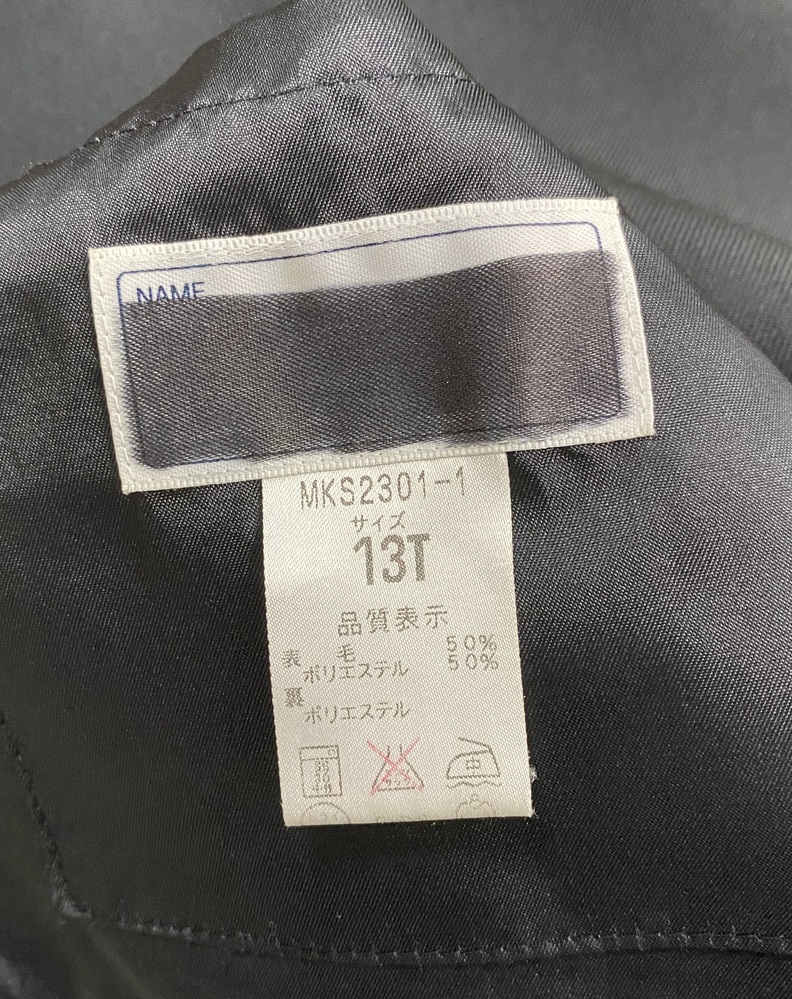 NAME
MKS2301-1
サイズ
13T
品質表示
表 毛 50%
ポリエステル 50%
裏
ポリエステル
中